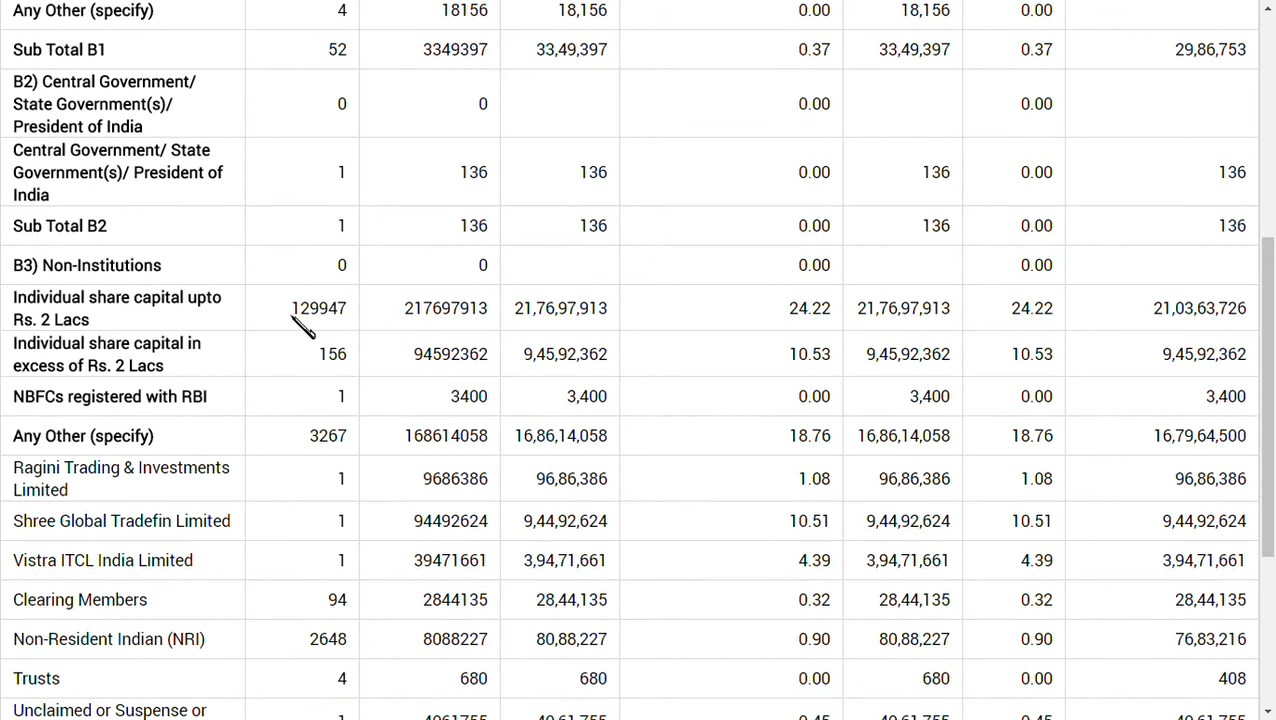 Any Other (specify) 4 18156 18,156 0.00 18,156 0.00
Sub Total B1 52 3349397 33,49,397 0.37 33,49,397 0.37 29,86,753
B2) Central Government/
State Government(s)/ 0 0 0.00 0.00
President of India
Central Government/ State
Government(s)/ President of 1 136 136 0.00 136 0.00 136
India
Sub Total B2 1 136 136 0.00 136 0.00 136
B3) Non-Institutions 0 0 0.00 0.00
Individual share capital upto 129947 217697913 21,76,97,913 24.22 21,76,97,913 24.22 21,03,63,726
Rs. 2 Lacs
Individual share capital in 156 94592362 9,45,92,362 10.53 9,45,92,362 10.53 9,45,92,362
excess of Rs. 2 Lacs
NBFCs registered with RBI 1 3400 3,400 0.00 3,400 0.00 3,400
Any Other (specify) 3267 168614058 16,86,14,058 18.76 16,86,14,058 18.76 16,79,64,500
Ragini Trading & Investments 1 9686386 96,86,386 1.08 96,86,386 1.08 96,86,386
Limited
Shree Global Tradefin Limited 1 94492624 9,44,92,624 10.51 9,44,92,624 10.51 9,44,92,624
Vistra ITCL India Limited 1 39471661 3,94,71,661 4.39 3,94,71,661 4.39 3,94,71,661
Clearing Members 94 2844135 28,44,135 0.32 28,44,135 0.32 28,44,135
Non-Resident Indian (NRI) 2648 8088227 80,88,227 0.90 80,88,227 0.90 76,83,216
Trusts 4 680 680 0.00 680 0.00 408
Unclaimed or Suspense or